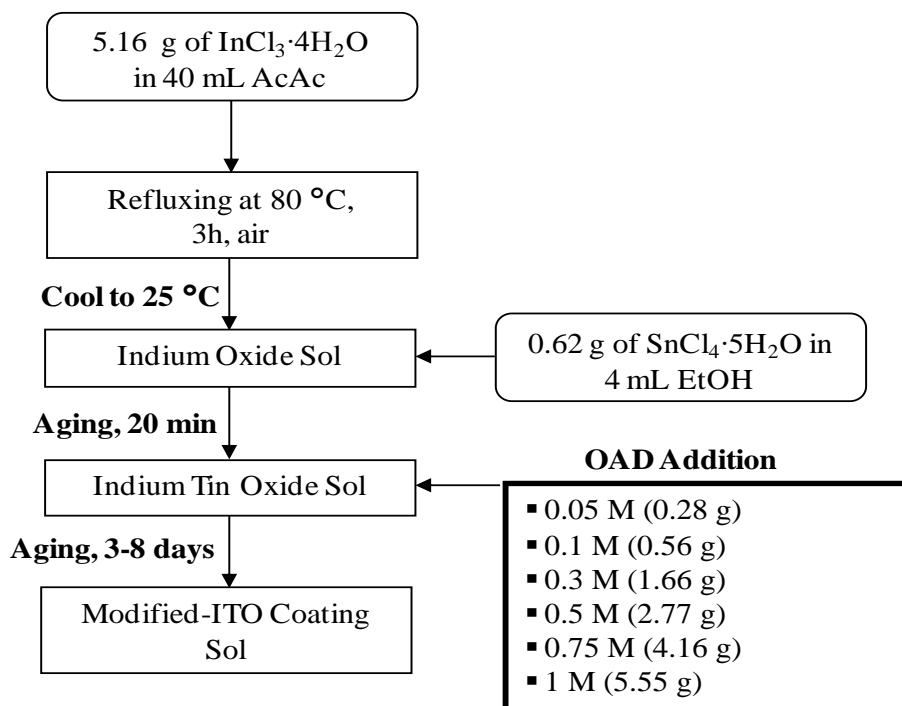 5.16 g of InCl₃·4H₂O
in 40 mL AcAc
Refluxing at 80 °C,
3h, air
Cool to 25 °C
Indium Oxide Sol
0.62 g of SnCl₄·5H₂O in
4 mL EtOH
Aging, 20 min
OAD Addition
Indium Tin Oxide Sol
▪ 0.05 M (0.28 g)
▪ 0.1 M (0.56 g)
▪ 0.3 M (1.66 g)
▪ 0.5 M (2.77 g)
▪ 0.75 M (4.16 g)
▪ 1 M (5.55 g)
Aging, 3-8 days
Modified-ITO Coating
Sol